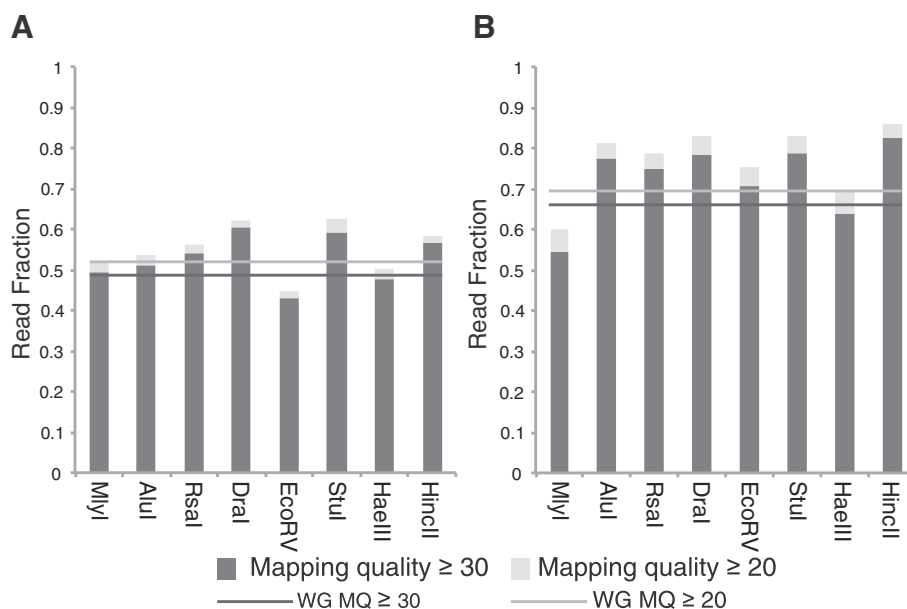 A
B
1
0.9
0.8
0.7
0.6
0.5
0.4
0.3
0.2
0.1
0
Read Fraction
MlyI
AluI
RsaI
DraI
EcoRV
StuI
HaeIII
HincII
1
0.9
0.8
0.7
0.6
0.5
0.4
0.3
0.2
0.1
0
Read Fraction
MlyI
AluI
RsaI
DraI
EcoRV
StuI
HaeIII
HincII
Mapping quality ≥ 30
Mapping quality ≥ 20
WG MQ ≥ 30
WG MQ ≥ 20